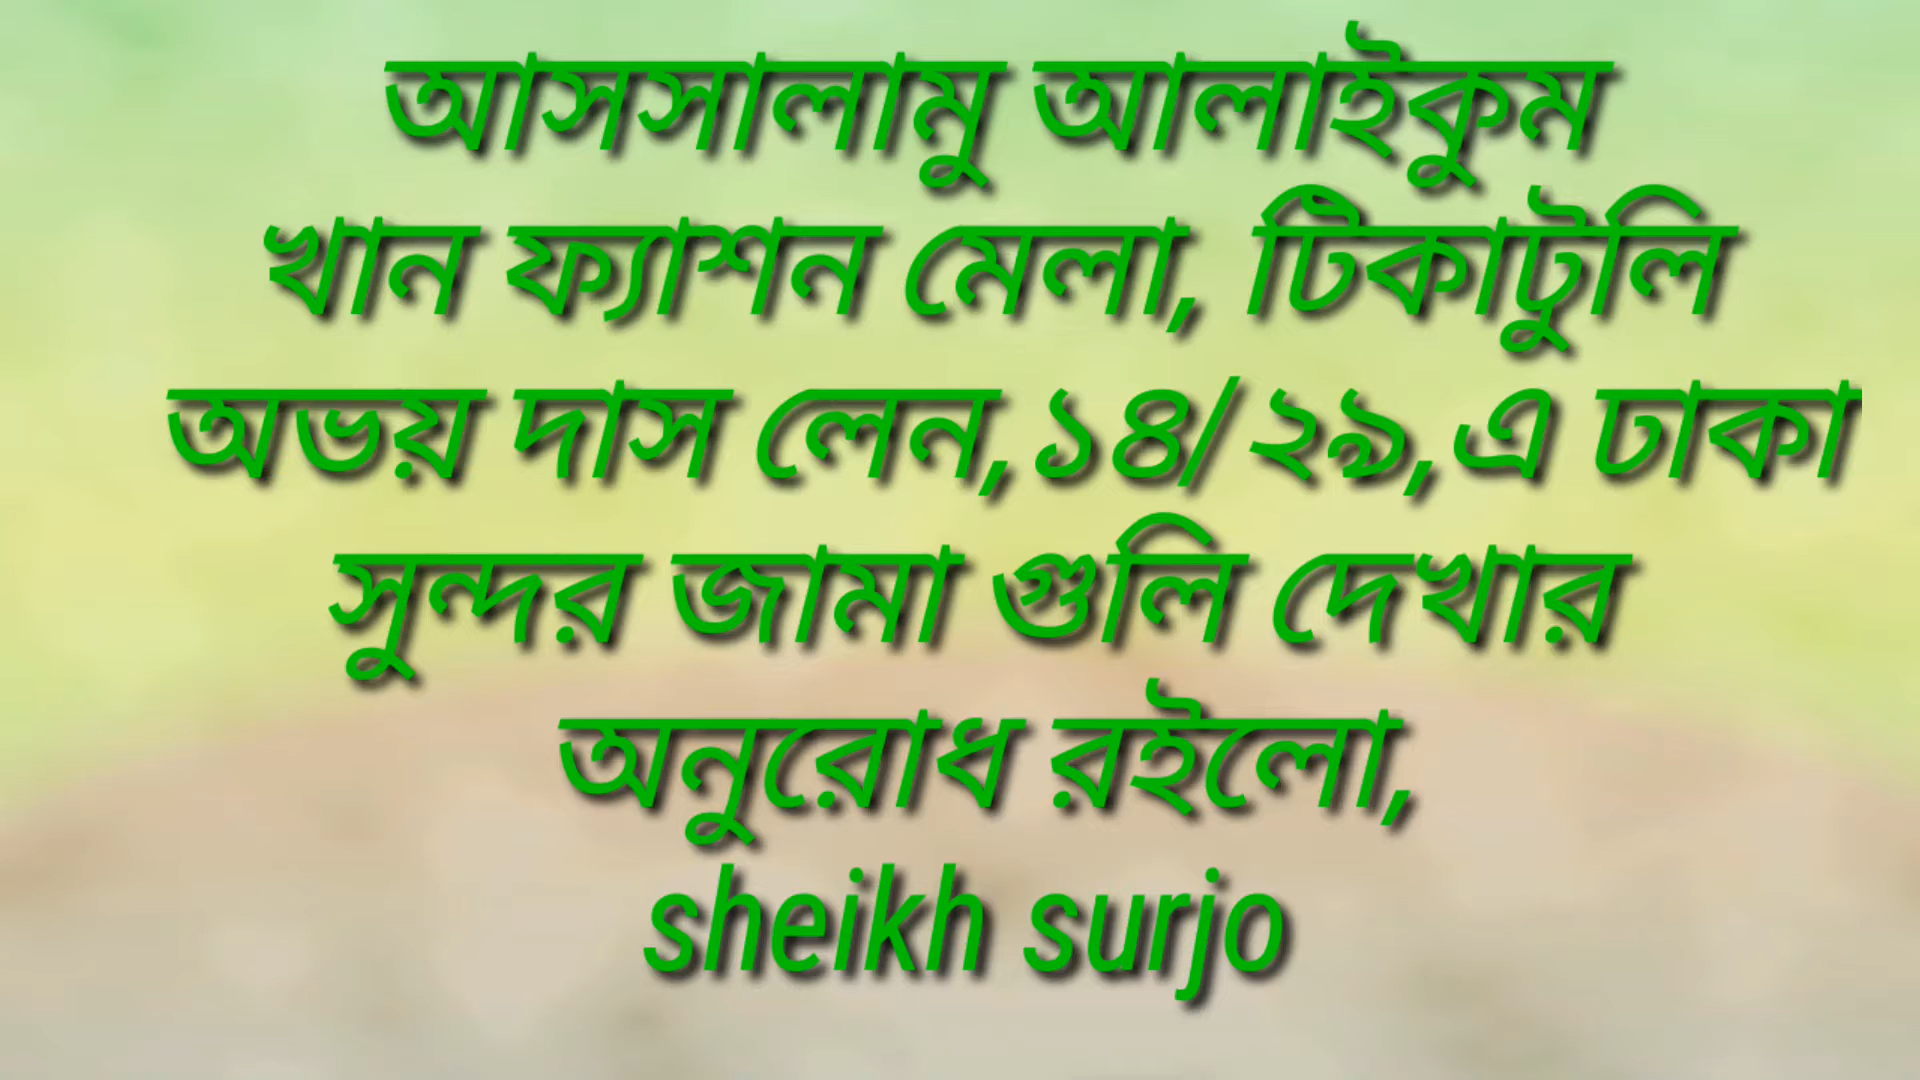 আসসালামু আলাইকুম
খান ফ্যাশন মেলা, টিকাটুলি
অভয় দাস লেন,১৪/২৯,এ ঢাকা
সুন্দর জামা গুলি দেখার
অনুরোধ রইলো,
sheikh surjo